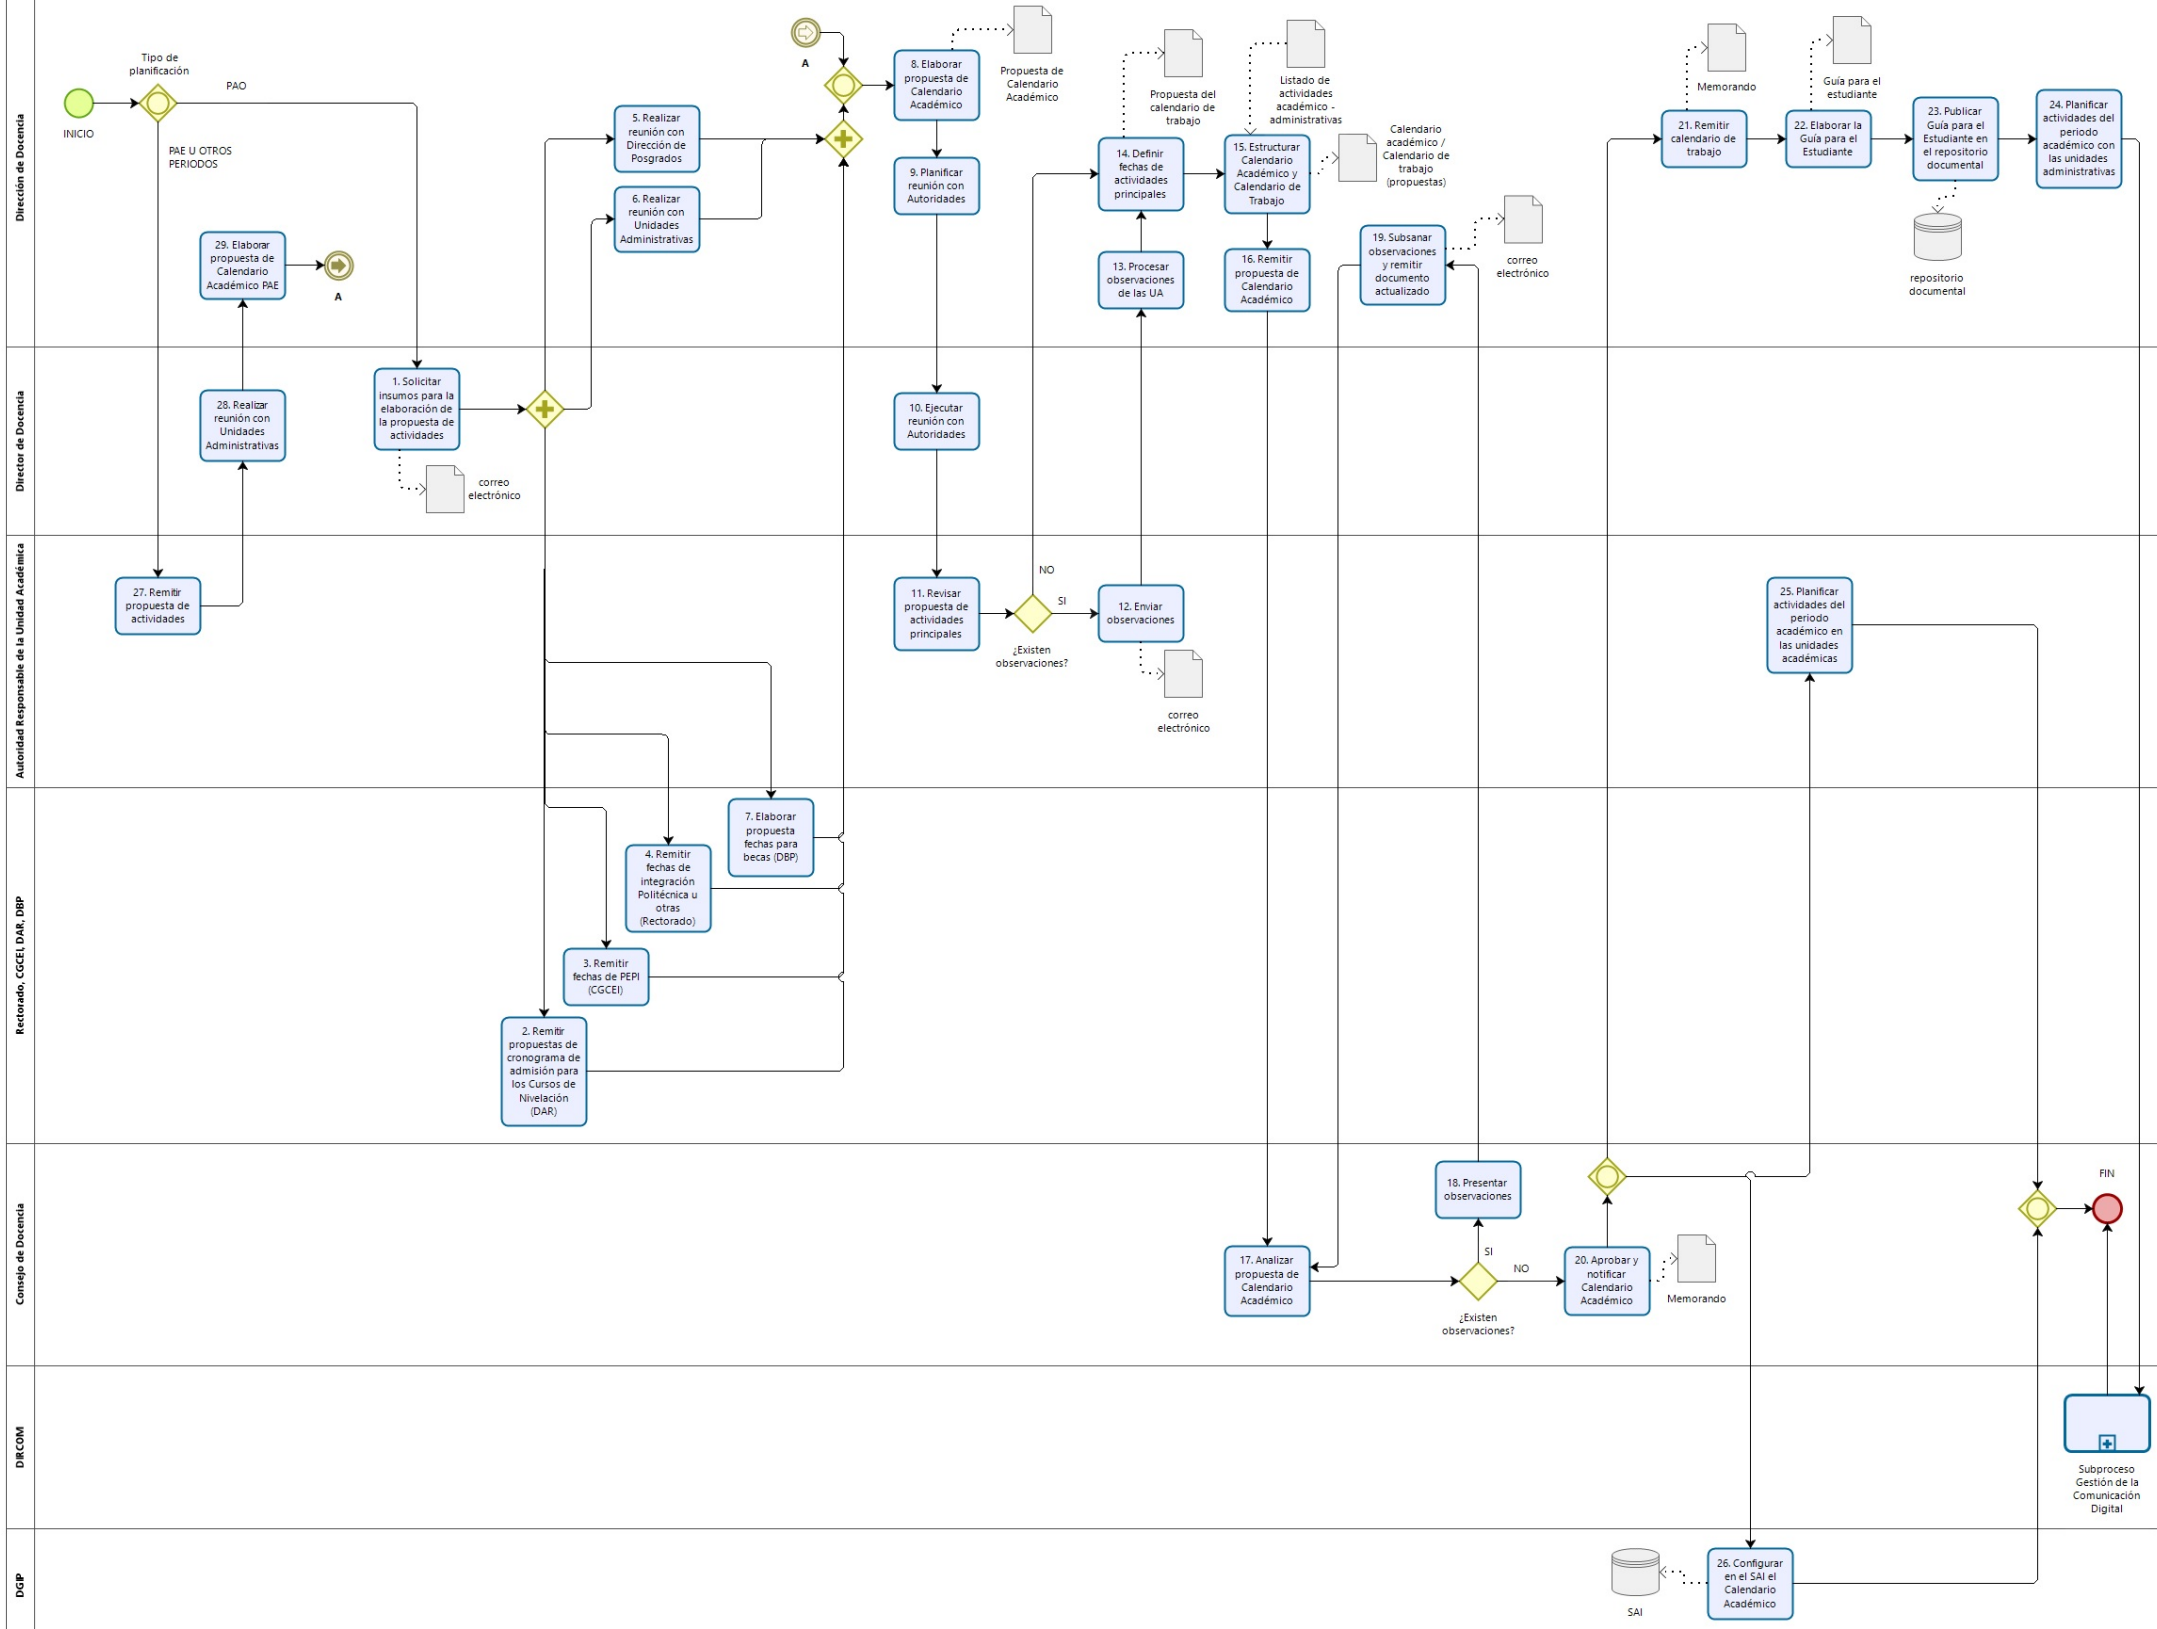 Dirección de Docencia
INICIO
Tipo de
planificación
PAO
PAE U OTROS
PERIODOS
29. Elaborar
propuesta de
Calendario
Académico PAE
A
5. Realizar
reunión con
Dirección de
Posgrados
6. Realizar
reunión con
Unidades
Administrativas
A
8. Elaborar
propuesta de
Calendario
Académico
Propuesta de
Calendario
Académico
9. Planificar
reunión con
Autoridades
Propuesta del
calendario de
trabajo
14. Definir
fechas de
actividades
principales
13. Procesar
observaciones
de las UA
Listado de
actividades
académico -
administrativas
15. Estructurar
Calendario
Académico y
Calendario de
Trabajo
Calendario
académico /
Calendario de
trabajo
(propuestas)
16. Remitir
propuesta de
Calendario
Académico
19. Subsanar
observaciones
y remitir
documento
actualizado
correo
electrónico
Memorando
21. Remitir
calendario de
trabajo
Guía para el
estudiante
22. Elaborar la
Guía para el
Estudiante
23. Publicar
Guía para el
Estudiante en
el repositorio
documental
repositorio
documental
24. Planificar
actividades del
periodo
académico con
las unidades
administrativas
Director de Docencia
28. Realizar
reunión con
Unidades
Administrativas
1. Solicitar
insumos para la
elaboración de
la propuesta de
actividades
correo
electrónico
10. Ejecutar
reunión con
Autoridades
Autoridad Responsable de la Unidad Académica
27. Remitir
propuesta de
actividades
11. Revisar
propuesta de
actividades
principales
NO
SI
¿Existen
observaciones?
12. Enviar
observaciones
correo
electrónico
25. Planificar
actividades del
periodo
académico en
las unidades
académicas
Rectorado, CGCEI, DAR, DBP
7. Elaborar
propuesta
fechas para
becas (DBP)
4. Remitir
fechas de
integración
Politécnica u
otras
(Rectorado)
3. Remitir
fechas de PEPI
(CGCEI)
2. Remitir
propuestas de
cronograma de
admisión para
los Cursos de
Nivelación
(DAR)
Consejo de Docencia
17. Analizar
propuesta de
Calendario
Académico
18. Presentar
observaciones
SI
NO
¿Existen
observaciones?
20. Aprobar y
notificar
Calendario
Académico
Memorando
FIN
DIRCOM
Subproceso
Gestión de la
Comunicación
Digital
DGIP
SAI
26. Configurar
en el SAI el
Calendario
Académico